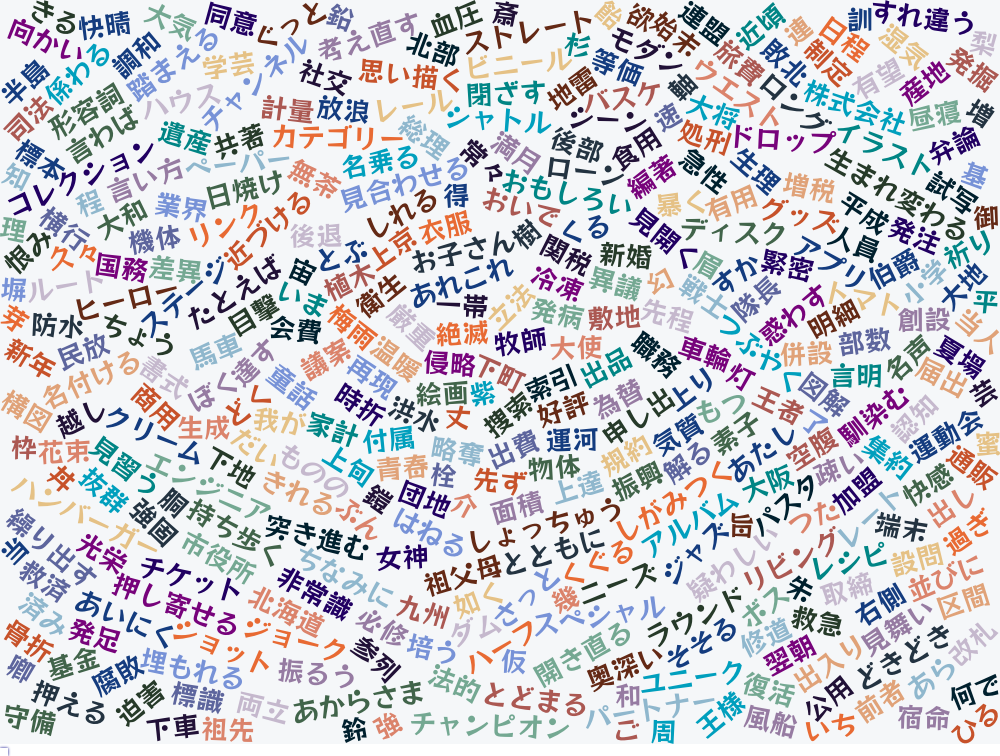 きる
快晴
大気
同意
ぐっと
鉛
血圧
斎
ストレート
飴
欲
始末
連盟
近頃
蓮
日程
訓
すれ違う
梨
向かい
係わる
調和
踏まえる
学芸
チャンネル
考え直す
北部
杉
モダン
旅費
敗北
制定
湿気
発掘
半島
司法
形容詞
ハウス
社交
思い描く
ビニール
等価
地雷
ウエスト
ロング
株式会社
有望
産地
増
言わば
計量
放浪
レール
閉ざす
シャトル
バスケ
シーン
速
大将
処刑
ドロップ
イラスト
昼寝
弁論
標本
コレクション
遺産
共著
カテゴリー
総理
常々
満月
後部
ローン
食用
編著
急性
生理
増税
生まれ変わる
試写
基
知
程
言い方
ペーパー
日焼け
無茶
名乗る
見合わせる
得
おもしろい
おいで
くる
暴く
有用
グッズ
平成
発注
御
理
横行
大和
業界
リンク
近づける
後退
しれる
衣服
お子さん
樹
関税
新婚
見開く
ディスク
眉
すか
緊密
アプリ
人員
伯爵
祈り
恨み
久々
機体
国務
差異
ステージ
たとえば
宙
とぶ
上京
植木
衛生
あれこれ
冷凍
異議
幻
戦士
隊長
小学
大地
平
塀
ルート
ヒーロー
目撃
いま
会費
梅雨
厳重
一帯
立法
発病
敷地
先程
つぶやく
惑わす
トマト
明細
創設
当人
芽
防水
ちょう
馬車
議案
温暖
絶滅
牧師
大使
職務
車輪
灯
併設
部数
名声
夏場
新年
民放
名付ける
書式
ぼく
達す
童話
再現
侵略
下町
索引
出品
図解
言明
届出
芸
構図
越し
商用
とく
我が
時折
洪水
絵画
紫
丈
捜索
好評
為替
申し出
上り
王者
馴染む
認知
枠
花束
クリーム
生成
だい
家計
付属
略奪
出費
運河
規約
気質
もつ
素子
空腹
集約
運動会
蜜
丼
見習う
エンジニア
下地
ものの
上旬
青春
栓
先ず
物体
上達
振興
解る
あたし
大阪
疎い
加盟
快感
通販
ハンバーガー
抜群
強固
胴
持ち歩く
きれる
ぶん
鎧
団地
介
面積
しょっちゅう
しがみつく
アルバム
旨
パスタ
つた
レート
端末
出し
過ぎ
繰り出す
光栄
市役所
突き進む
はねる
女神
祖父母
とともに
くぐる
ジャズ
疑わしい
リビング
レシピ
設問
救済
チケット
ちなみに
非常識
九州
如く
さっと
幾
ニーズ
朱
取締
右側
並びに
区間
済み
あいにく
押し寄せる
北海道
必修
培う
ダム
ハーフ
スペシャル
ラウンド
ボス
救急
骨折
発足
ショット
ジョーク
参列
仮
開き直る
奥深い
そそる
修道
翌朝
出入り
見舞い
どきどき
改札
卿
基金
腐敗
埋もれる
振るう
法的
とどまる
和
ユニーク
復活
公用
前者
あら
何で
守備
押える
迫害
標識
両立
あからさま
パートナー
王様
風船
いち
宿命
ひる
下車
祖先
鈴
強
チャンピオン
ご
周